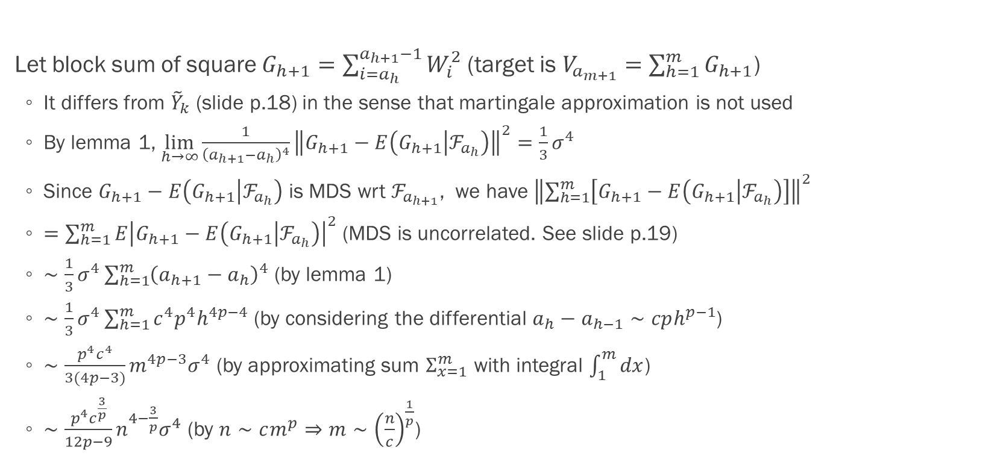 Let block sum of square $G_{h+1} = \sum_{i=a_h}^{a_{h+1}-1} W_i^2$ (target is $V_{a_{m+1}} = \sum_{h=1}^{m} G_{h+1}$)
◦ It differs from $\tilde{Y}_k$ (slide p.18) in the sense that martingale approximation is not used
◦ By lemma 1, $\lim_{h\to\infty} \frac{1}{(a_{h+1}-a_h)^4} \left\| G_{h+1} - E\left(G_{h+1}|\mathcal{F}_{a_h}\right) \right\|^2 = \frac{1}{3}\sigma^4$
◦ Since $G_{h+1} - E\left(G_{h+1}|\mathcal{F}_{a_h}\right)$ is MDS wrt $\mathcal{F}_{a_{h+1}}$, we have $\left\| \sum_{h=1}^{m} \left[ G_{h+1} - E\left(G_{h+1}|\mathcal{F}_{a_h}\right) \right] \right\|^2$
◦ $= \sum_{h=1}^{m} E\left| G_{h+1} - E\left(G_{h+1}|\mathcal{F}_{a_h}\right) \right|^2$ (MDS is uncorrelated. See slide p.19)
◦ $\sim \frac{1}{3}\sigma^4 \sum_{h=1}^{m} (a_{h+1} - a_h)^4$ (by lemma 1)
◦ $\sim \frac{1}{3}\sigma^4 \sum_{h=1}^{m} c^4 p^4 h^{4p-4}$ (by considering the differential $a_h - a_{h-1} \sim cph^{p-1}$)
◦ $\sim \frac{p^4 c^4}{3(4p-3)} m^{4p-3} \sigma^4$ (by approximating sum $\Sigma_{x=1}^{m}$ with integral $\int_1^m dx$)
◦ $\sim \frac{p^4 c^{\frac{3}{p}}}{12p-9} n^{4-\frac{3}{p}} \sigma^4$ (by $n \sim cm^p \Rightarrow m \sim \left(\frac{n}{c}\right)^{\frac{1}{p}}$)